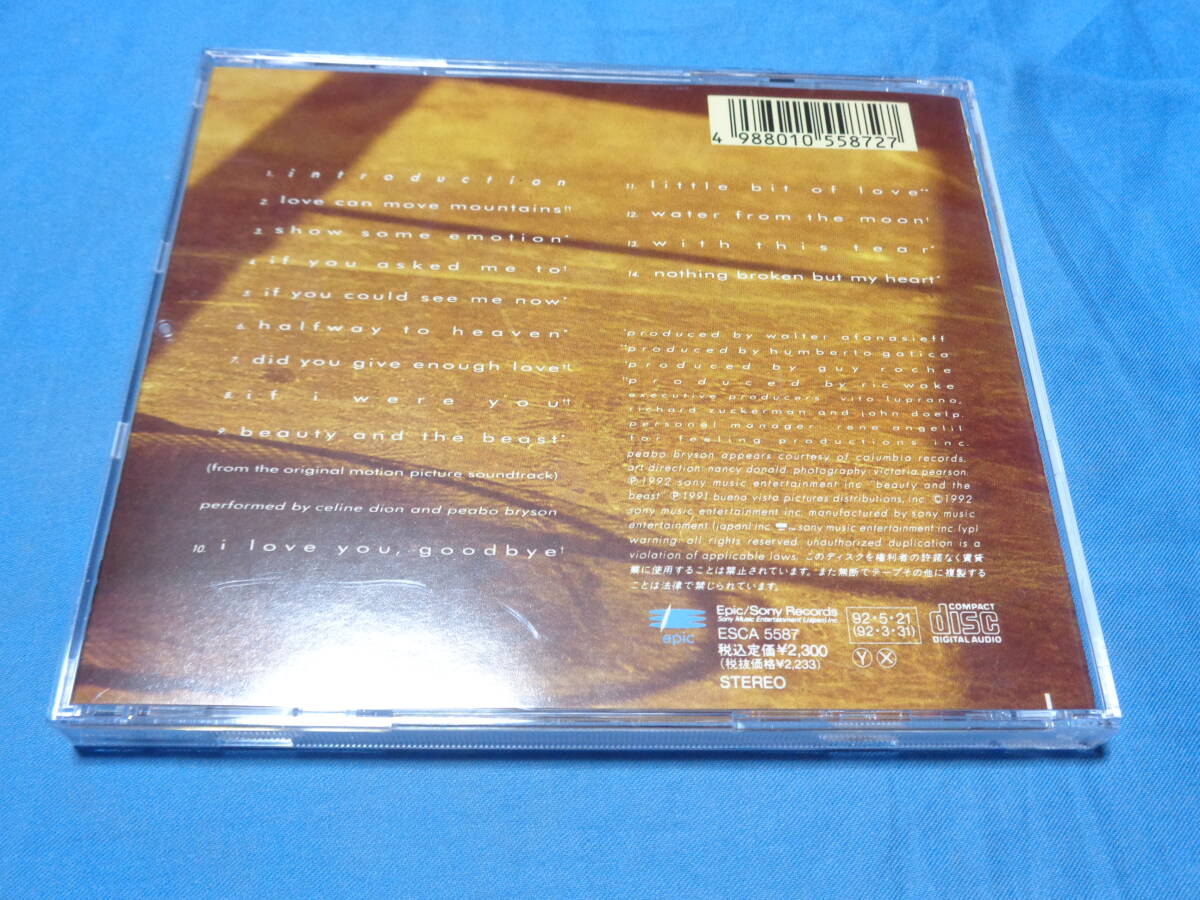 4 988010 558727
1. introduction
2. love can move mountains††
3. show some emotion*
4. if you asked me to†
5. if you could see me now*
6. halfway to heaven*
7. did you give enough love††
8. if i were you††
9. beauty and the beast*
(from the original motion picture soundtrack)
performed by celine dion and peabo bryson
10. i love you, goodbye†
11. little bit of love**
12. water from the moon†
13. with this tear*
14. nothing broken but my heart*
*produced by walter afanasieff
**produced by humberto gatica
†produced by guy roche
††produced by ric wake
executive producers: vito luprano,
richard zuckerman and john doelp.
personal manager: rene angelil
for feeling productions inc.
peabo bryson appears courtesy of columbia records.
art direction: nancy donald. photography: victoria pearson
℗ 1992 sony music entertainment inc. "beauty and the
beast" ℗ 1991 buena vista pictures distributions, inc. © 1992
sony music entertainment inc. manufactured by sony music
entertainment (japan) inc. ™ sony music entertainment inc. (yp)
warning: all rights reserved. unauthorized duplication is a
violation of applicable laws. このディスクを権利者の許諾なく賃貸
業に使用することは禁止されています。また無断でテープその他に複製する
ことは法律で禁じられています。
epic
Epic/Sony Records
Sony Music Entertainment (Japan) Inc.
ESCA 5587
税込定価¥2,300
(税抜価格¥2,233)
STEREO
92・5・21
(92・3・31)
Y X
COMPACT
disc
DIGITAL AUDIO